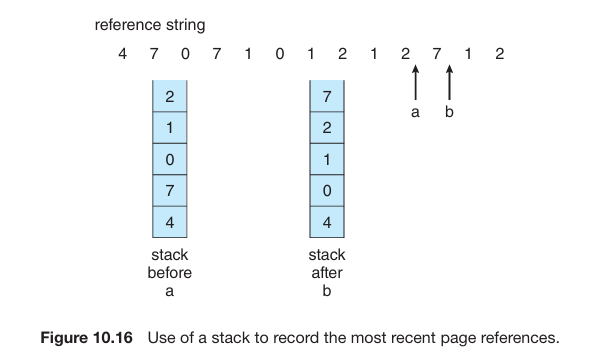 reference string
4 7 0 7 1 0 1 2 1 2 7 1 2
a b
2
1
0
7
4
stack
before
a
7
2
1
0
4
stack
after
b
Figure 10.16 Use of a stack to record the most recent page references.